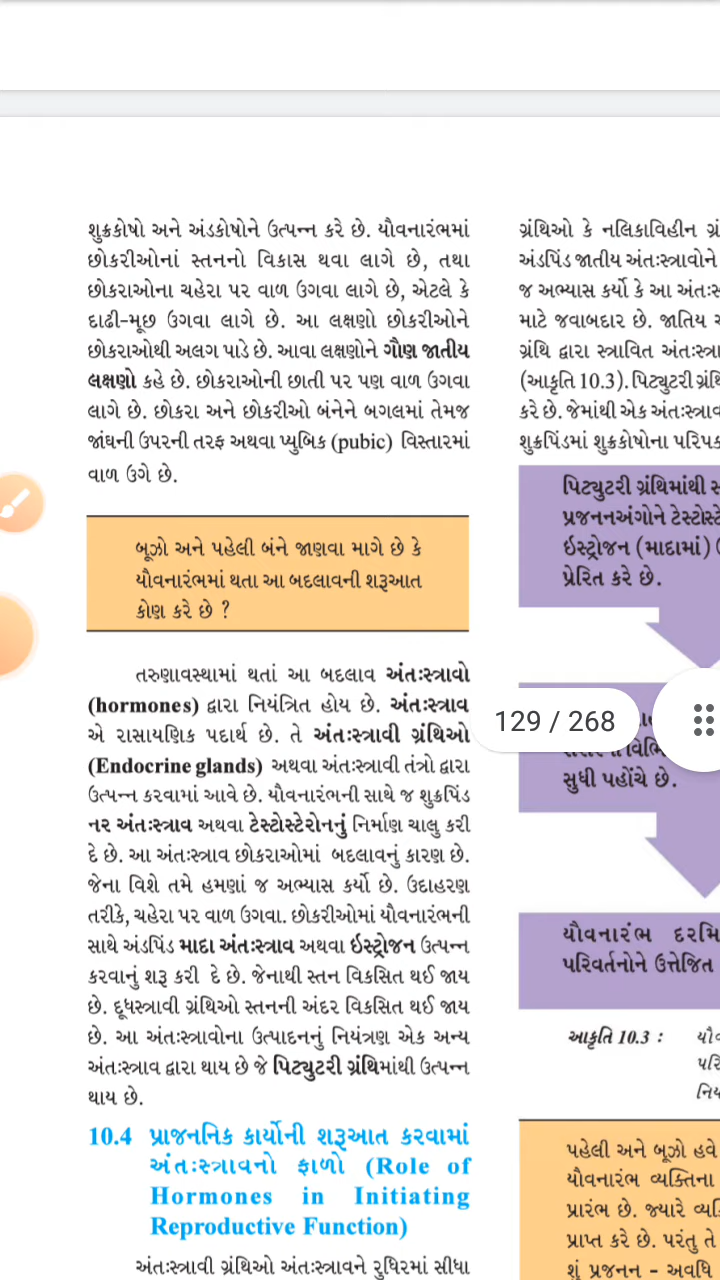 શુક્રકોષો અને અંડકોષોને ઉત્પન્ન કરે છે. યૌવનારંભમાં
છોકરીઓનાં સ્તનનો વિકાસ થવા લાગે છે, તથા
છોકરાઓના ચહેરા પર વાળ ઉગવા લાગે છે, એટલે કે
દાઢી-મૂછ ઉગવા લાગે છે. આ લક્ષણો છોકરીઓને
છોકરાઓથી અલગ પાડે છે. આવા લક્ષણોને ગૌણ જાતીય
લક્ષણો કહે છે. છોકરાઓની છાતી પર પણ વાળ ઉગવા
લાગે છે. છોકરા અને છોકરીઓ બંનેને બગલમાં તેમજ
જાંઘની ઉપરની તરફ અથવા પ્યુબિક (pubic) વિસ્તારમાં
વાળ ઉગે છે.
બૂઝો અને પહેલી બંને જાણવા માગે છે કે
યૌવનારંભમાં થતા આ બદલાવની શરૂઆત
કોણ કરે છે ?
તરુણાવસ્થામાં થતાં આ બદલાવ અંતઃસ્ત્રાવો
(hormones) દ્વારા નિયંત્રિત હોય છે. અંતઃસ્ત્રાવ
એ રાસાયણિક પદાર્થ છે. તે અંતઃસ્ત્રાવી ગ્રંથિઓ
(Endocrine glands) અથવા અંતઃસ્ત્રાવી તંત્રો દ્વારા
ઉત્પન્ન કરવામાં આવે છે. યૌવનારંભની સાથે જ શુક્રપિંડ
નર અંતઃસ્ત્રાવ અથવા ટેસ્ટોસ્ટેરોનનું નિર્માણ ચાલુ કરી
દે છે. આ અંતઃસ્ત્રાવ છોકરાઓમાં બદલાવનું કારણ છે.
જેના વિશે તમે હમણાં જ અભ્યાસ કર્યો છે. ઉદાહરણ
તરીકે, ચહેરા પર વાળ ઉગવા. છોકરીઓમાં યૌવનારંભની
સાથે અંડપિંડ માદા અંતઃસ્ત્રાવ અથવા ઇસ્ટ્રોજન ઉત્પન્ન
કરવાનું શરૂ કરી દે છે. જેનાથી સ્તન વિકસિત થઈ જાય
છે. દૂધસ્ત્રાવી ગ્રંથિઓ સ્તનની અંદર વિકસિત થઈ જાય
છે. આ અંતઃસ્ત્રાવોના ઉત્પાદનનું નિયંત્રણ એક અન્ય
અંતઃસ્ત્રાવ દ્વારા થાય છે જે પિટ્યુટરી ગ્રંથિમાંથી ઉત્પન્ન
થાય છે.
10.4 પ્રાજનનિક કાર્યોની શરૂઆત કરવામાં
અંતઃસ્ત્રાવનો ફાળો (Role of
Hormones in Initiating
Reproductive Function)
અંતઃસ્ત્રાવી ગ્રંથિઓ અંતઃસ્ત્રાવને રુધિરમાં સીધા
ગ્રંથિઓ કે નલિકાવિહીન
અંડપિંડ જાતીય અંતઃસ્ત્રાવોને
જ અભ્યાસ કર્યો કે આ
માટે જવાબદાર છે. જાતિય
ગ્રંથિ દ્વારા સ્ત્રાવિત
(આકૃતિ 10.3). પિટ્યુટરી
કરે છે. જેમાંથી એક
શુક્રપિંડમાં શુક્રકોષોના
પિટ્યુટરી ગ્રંથિમાંથી
પ્રજનનઅંગોને
ઇસ્ટ્રોજન (માદામાં)
પ્રેરિત કરે છે.
129 / 268
સુધી પહોંચે છે.
યૌવનારંભ
પરિવર્તનોને ઉત્તેજિત
આકૃતિ 10.3 :
પહેલી અને બૂઝો હવે
યૌવનારંભ વ્યક્તિના
પ્રારંભ છે. જ્યારે
પ્રાપ્ત કરે છે. પરંતુ તે
શું પ્રજનન - અવધિ